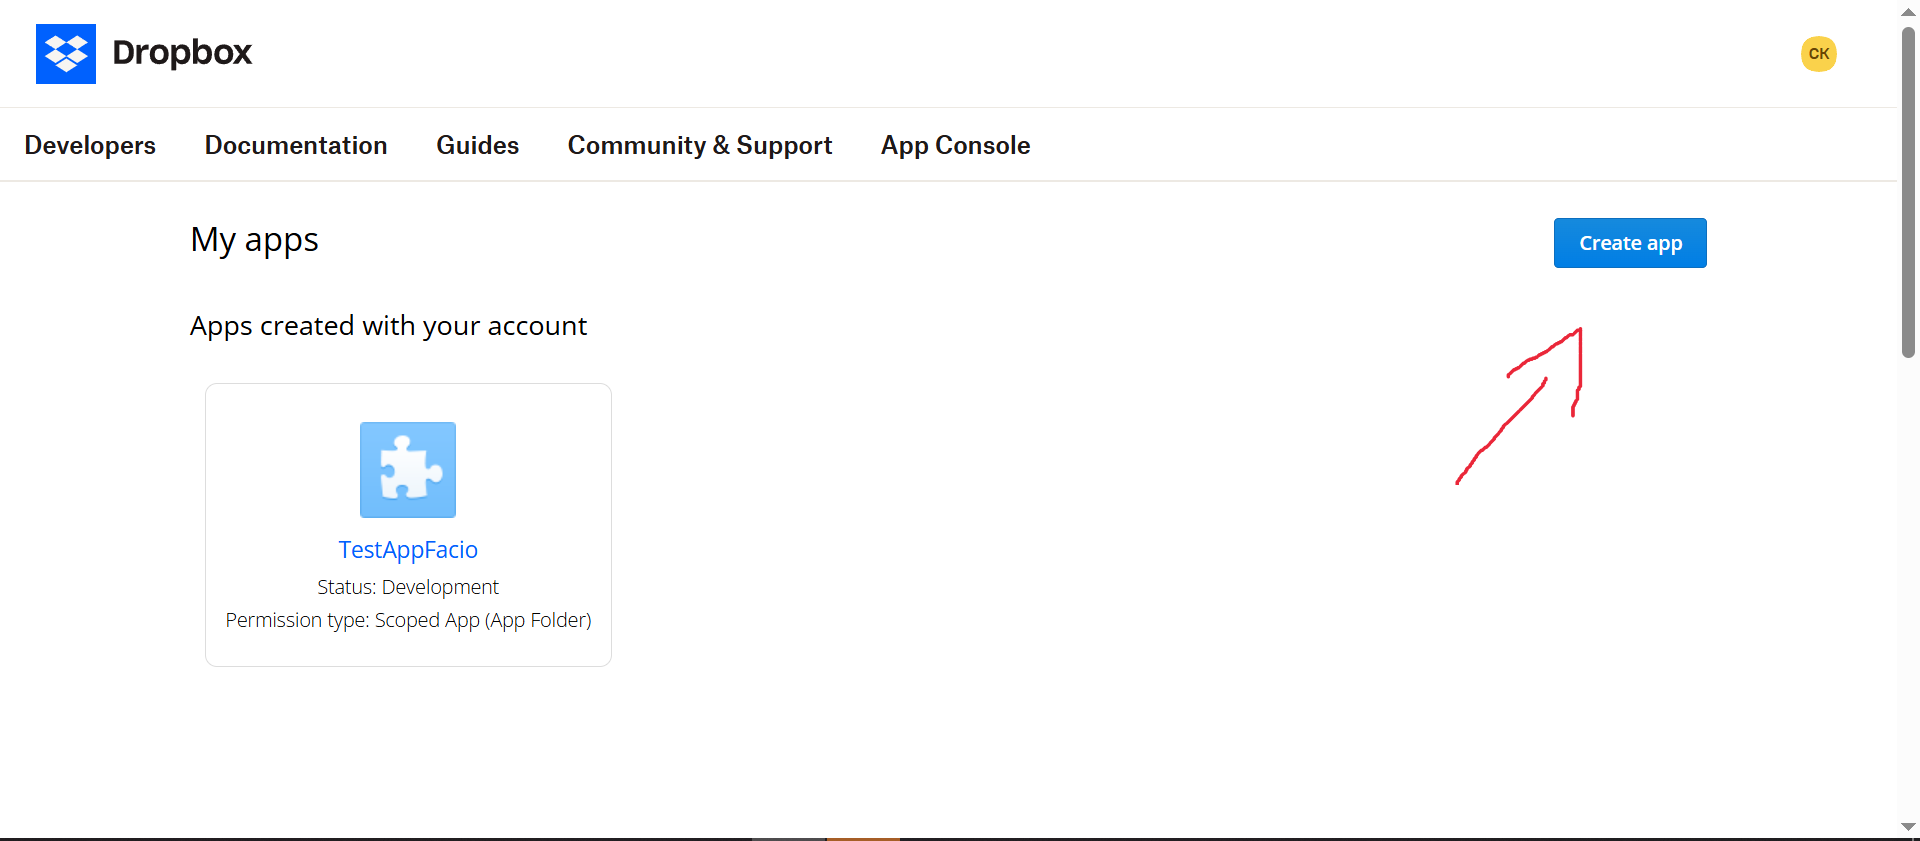 Dropbox
CK
Developers Documentation Guides Community & Support App Console
My apps
Create app
Apps created with your account
TestAppFacio
Status: Development
Permission type: Scoped App (App Folder)